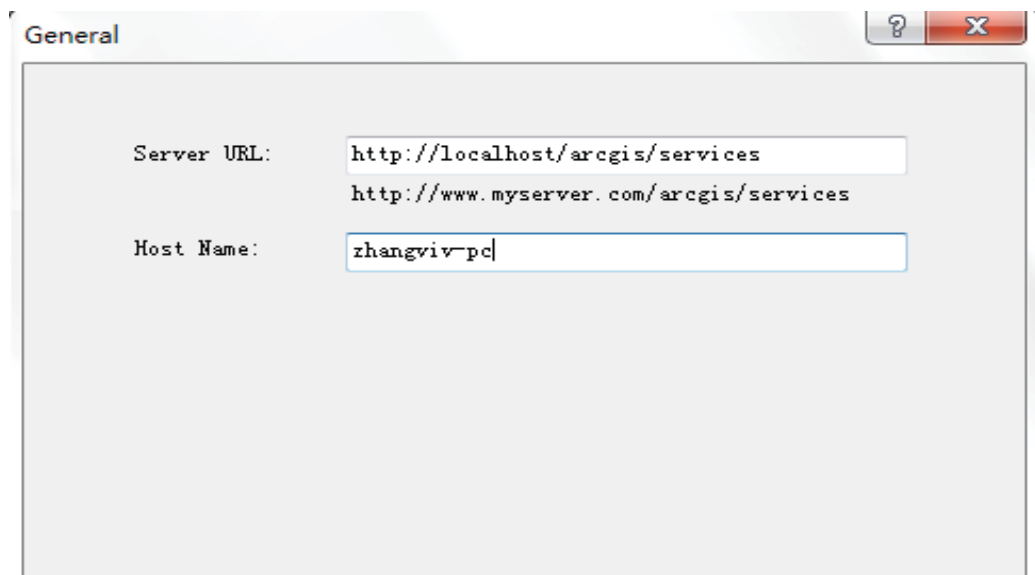 General
Server URL: http://localhost/arcgis/services
http://www.myserver.com/arcgis/services
Host Name: zhangviv-pc